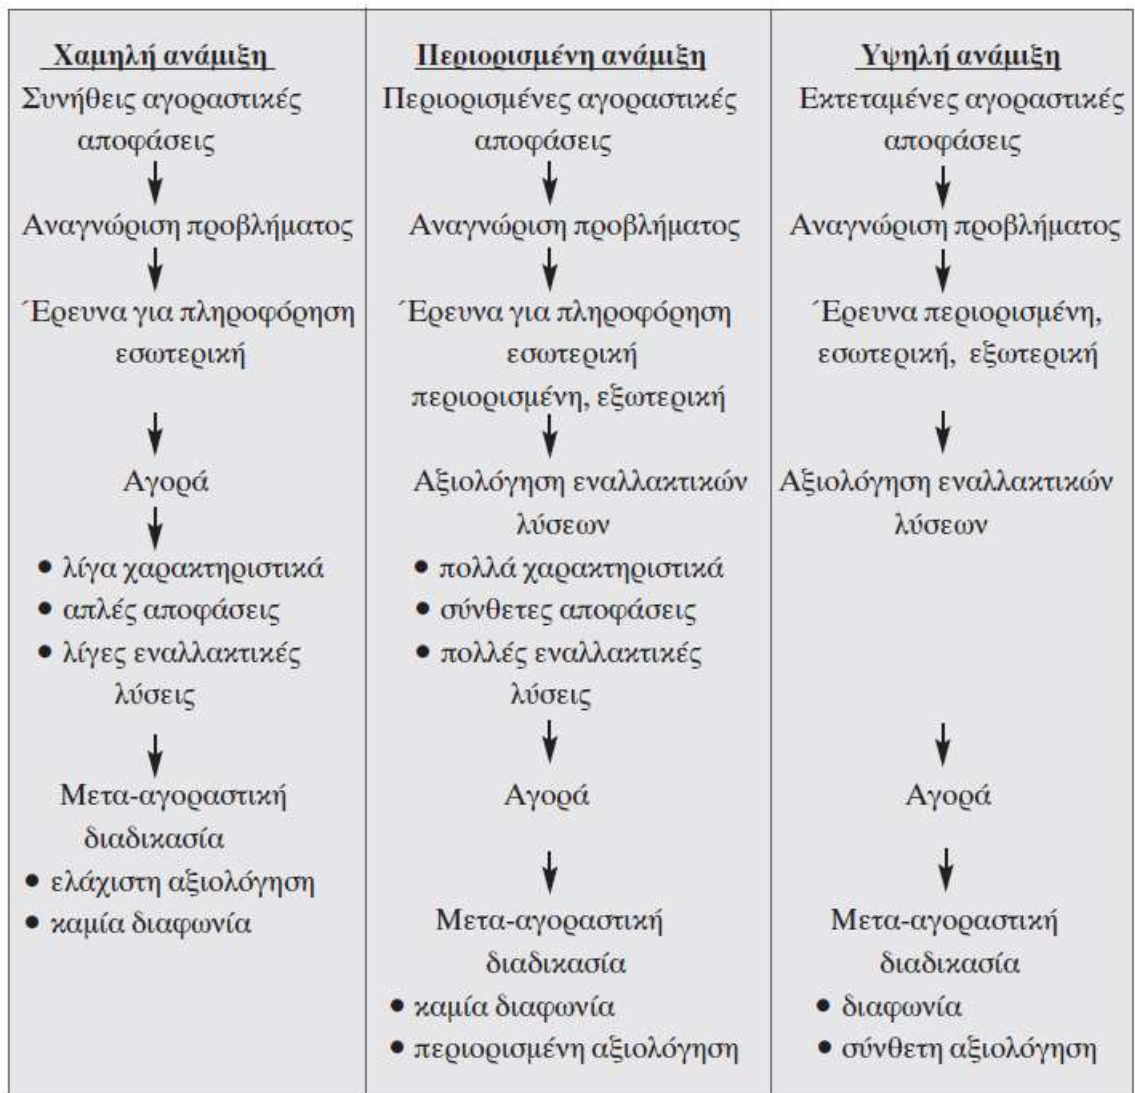 Χαμηλή ανάμιξη
Συνήθεις αγοραστικές
αποφάσεις
Αναγνώριση προβλήματος
Έρευνα για πληροφόρηση
εσωτερική
Αγορά
• λίγα χαρακτηριστικά
• απλές αποφάσεις
• λίγες εναλλακτικές
λύσεις
Μετα-αγοραστική
διαδικασία
• ελάχιστη αξιολόγηση
• καμία διαφωνία
Περιορισμένη ανάμιξη
Περιορισμένες αγοραστικές
αποφάσεις
Αναγνώριση προβλήματος
Έρευνα για πληροφόρηση
εσωτερική
περιορισμένη, εξωτερική
Αξιολόγηση εναλλακτικών
λύσεων
• πολλά χαρακτηριστικά
• σύνθετες αποφάσεις
• πολλές εναλλακτικές
λύσεις
Αγορά
Μετα-αγοραστική
διαδικασία
• καμία διαφωνία
• περιορισμένη αξιολόγηση
Υψηλή ανάμιξη
Εκτεταμένες αγοραστικές
αποφάσεις
Αναγνώριση προβλήματος
Έρευνα περιορισμένη,
εσωτερική, εξωτερική
Αξιολόγηση εναλλακτικών
λύσεων
Αγορά
Μετα-αγοραστική
διαδικασία
• διαφωνία
• σύνθετη αξιολόγηση